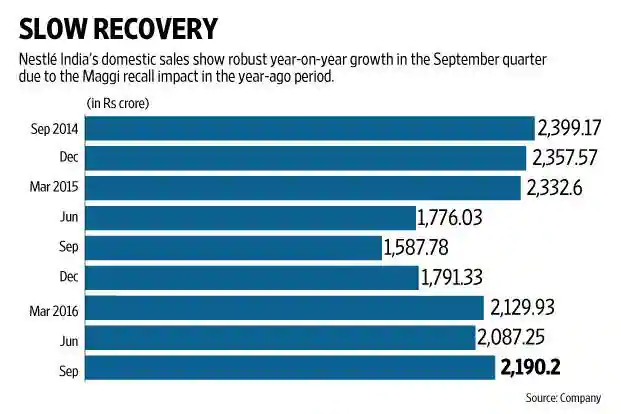 SLOW RECOVERY
Nestlé India's domestic sales show robust year-on-year growth in the September quarter
due to the Maggi recall impact in the year-ago period.
(in Rs crore)
Sep 2014 2,399.17
Dec 2,357.57
Mar 2015 2,332.6
Jun 1,776.03
Sep 1,587.78
Dec 1,791.33
Mar 2016 2,129.93
Jun 2,087.25
Sep 2,190.2
Source: Company